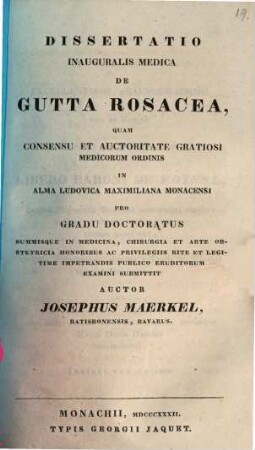 19.
DISSERTATIO
INAUGURALIS MEDICA
DE
GUTTA ROSACEA,
QUAM
CONSENSU ET AUCTORITATE GRATIOSI
MEDICORUM ORDINIS
IN
ALMA LUDOVICA MAXIMILIANA MONACENSI
PRO
GRADU DOCTORATUS
SUMMISQUE IN MEDICINA, CHIRURGIA ET ARTE OB-
STETRICIA HONORIBUS AC PRIVILEGIIS RITE ET LEGI-
TIME IMPETRANDIS PUBLICO ERUDITORUM
EXAMINI SUBMITTIT
AUCTOR
JOSEPHUS MAERKEL,
RATISBONENSIS, BAVARUS.
MONACHII, MDCCCXXXII.
TYPIS GEORGII JAQUET.